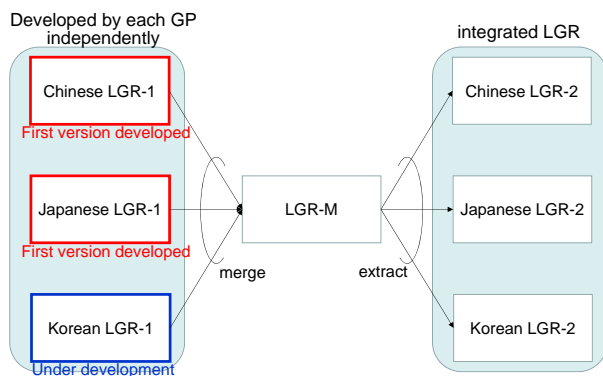 Developed by each GP
independently
Chinese LGR-1
First version developed
Japanese LGR-1
First version developed
Korean LGR-1
Under development
merge
LGR-M
extract
integrated LGR
Chinese LGR-2
Japanese LGR-2
Korean LGR-2